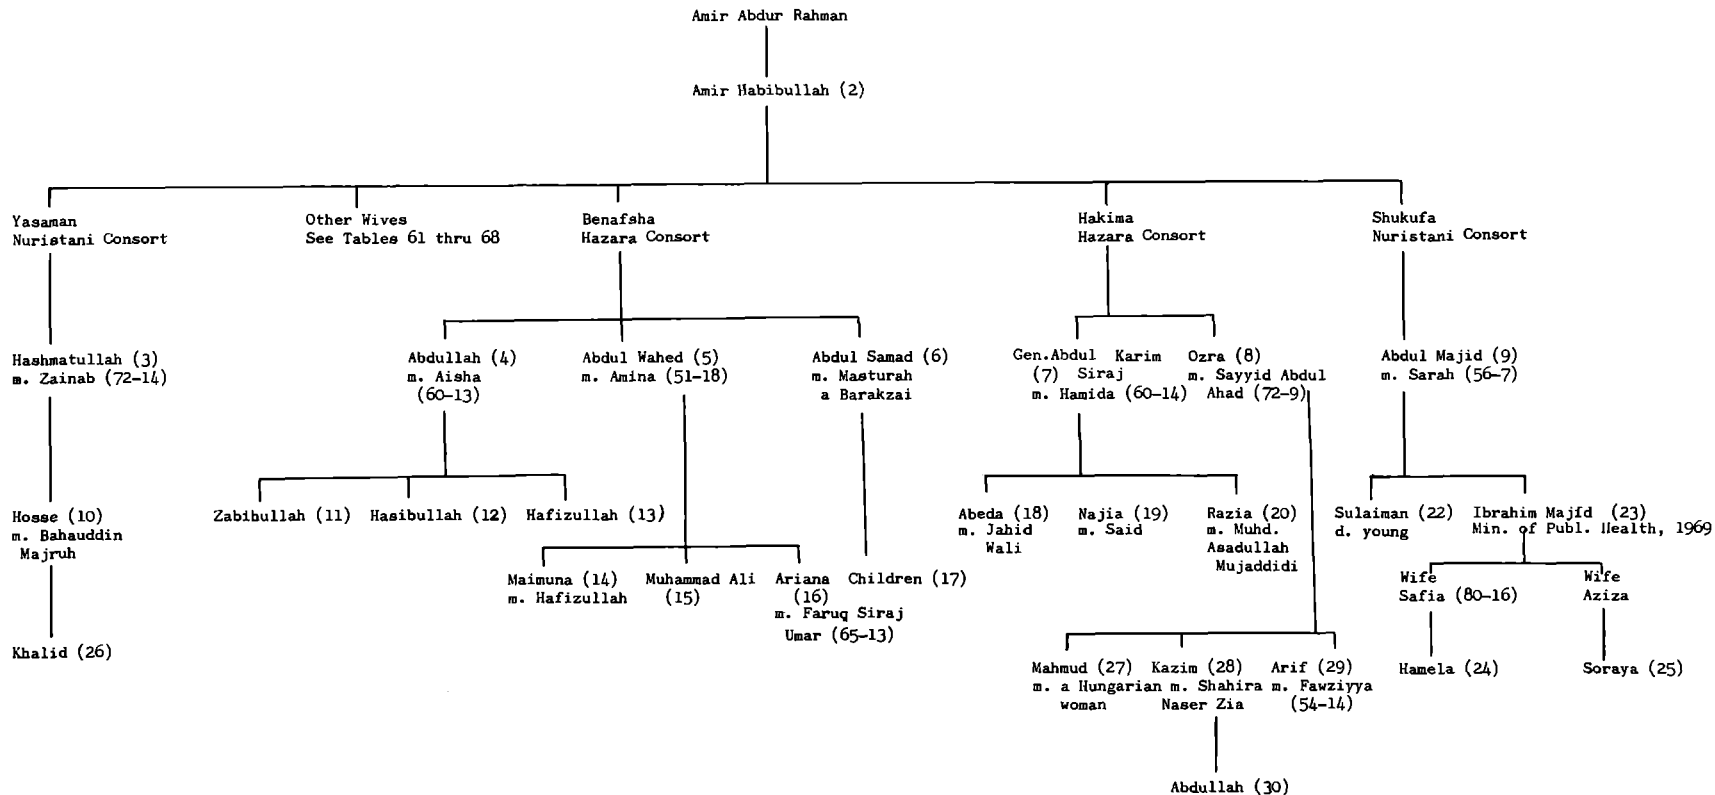 Amir Abdur Rahman
Amir Habibullah (2)
Yasaman
Nuristani Consort
Other Wives
See Tables 61 thru 68
Benafsha
Hazara Consort
Hakima
Hazara Consort
Shukufa
Nuristani Consort
Hashmatullah (3)
m. Zainab (72-14)
Abdullah (4)
m. Aisha
(60-13)
Abdul Wahed (5)
m. Amina (51-18)
Abdul Samad (6)
m. Masturah
a Barakzai
Gen.Abdul Karim
(7) Siraj
m. Hamida (60-14)
Ozra (8)
m. Sayyid Abdul
Ahad (72-9)
Abdul Majid (9)
m. Sarah (56-7)
Hosse (10)
m. Bahauddin
Majruh
Zabibullah (11)
Hasibullah (12)
Hafizullah (13)
Maimuna (14)
m. Hafizullah
Muhammad Ali
(15)
Ariana
(16)
m. Faruq Siraj
Umar (65-13)
Children (17)
Abeda (18)
m. Jahid
Wali
Najia (19)
m. Said
Razia (20)
m. Muhd.
Asadullah
Mujaddidi
Sulaiman (22)
d. young
Ibrahim Majid (23)
Min. of Publ. Health, 1969
Wife
Safia (80-16)
Wife
Aziza
Khalid (26)
Mahmud (27)
m. a Hungarian
woman
Kazim (28)
m. Shahira
Naser Zia
Arif (29)
m. Fawziyya
(54-14)
Hamela (24)
Soraya (25)
Abdullah (30)